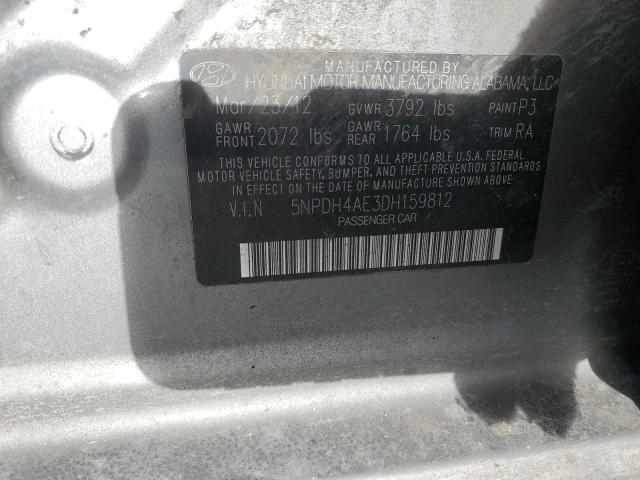 MANUFACTURED BY
HYUNDAI MOTOR MANUFACTURING ALABAMA, LLC
Mar/23/12 GVWR 3792 lbs PAINT P3
GAWR FRONT 2072 lbs GAWR REAR 1764 lbs TRIM RA
THIS VEHICLE CONFORMS TO ALL APPLICABLE U.S.A. FEDERAL
MOTOR VEHICLE SAFETY, BUMPER, AND THEFT PREVENTION STANDARDS
IN EFFECT ON THE DATE OF MANUFACTURE SHOWN ABOVE.
V.I.N 5NPDH4AE3DH159812
PASSENGER CAR